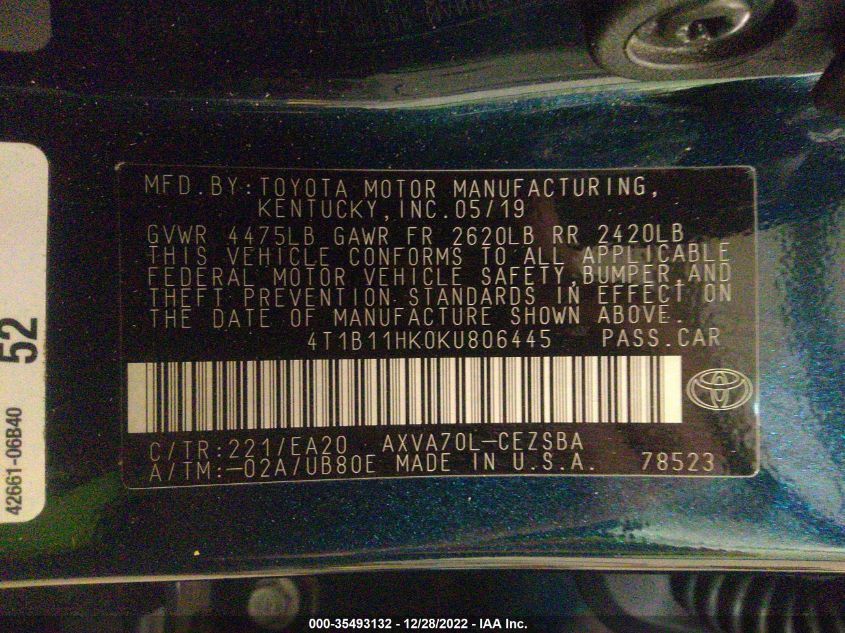 MFD.BY:TOYOTA MOTOR MANUFACTURING,
KENTUCKY,INC.05/19
GVWR 4475LB GAWR FR 2620LB RR 2420LB
THIS VEHICLE CONFORMS TO ALL APPLICABLE
FEDERAL MOTOR VEHICLE SAFETY,BUMPER,AND
THEFT PREVENTION STANDARDS IN EFFECT ON
THE DATE OF MANUFACTURE SHOWN ABOVE.
4T1B11HK0KU806445 PASS.CAR
C/TR:221/EA20 AXVA70L-CEZSBA
A/TM:-02A/UB80E MADE IN U.S.A. 78523
52
42661-06B40
000-35493132 - 12/28/2022 - IAA Inc.